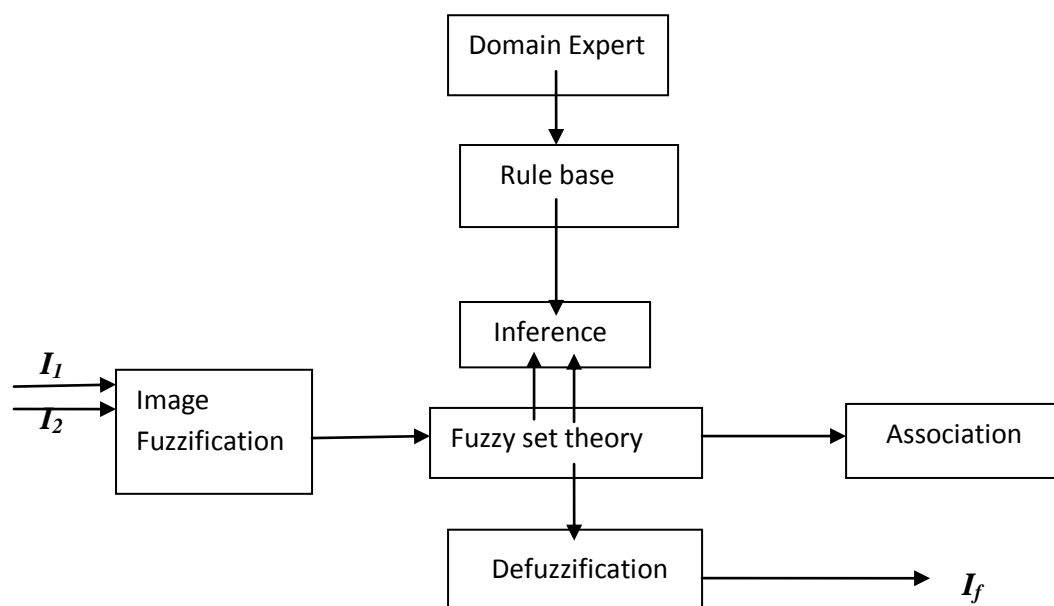 Domain Expert
Rule base
Inference
I1
I2
Image
Fuzzification
Fuzzy set theory
Association
Defuzzification
If